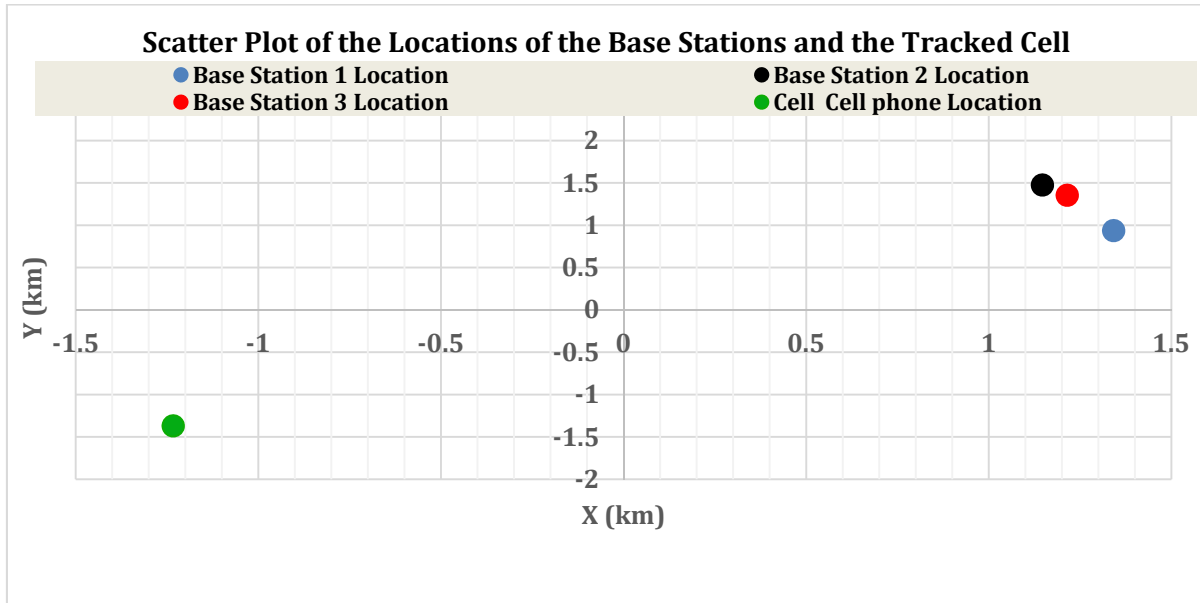 Scatter Plot of the Locations of the Base Stations and the Tracked Cell
Base Station 1 Location
Base Station 2 Location
Base Station 3 Location
Cell Cell phone Location
2
1.5
1
0.5
0
-0.5
-1
-1.5
-2
-1.5
-1
-0.5
0
0.5
1
1.5
Y (km)
X (km)